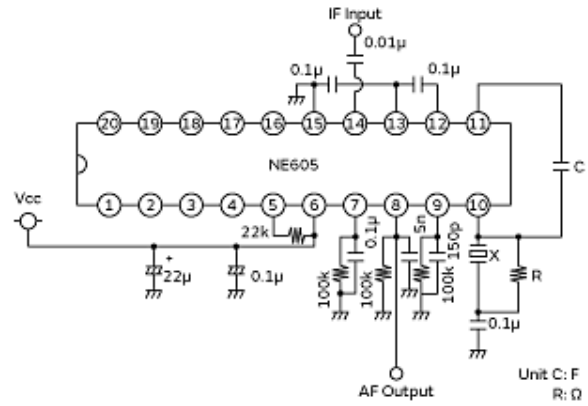 IF Input
0.01µ
0.1µ
0.1µ
20 19 18 17 16 15 14 13 12 11
NE605
C
Vcc
1 2 3 4 5 6 7 8 9 10
22k
+
22µ
0.1µ
100k
0.1µ
100k
5n
150p
100k
X
R
0.1µ
AF Output
Unit C: F
R: Ω